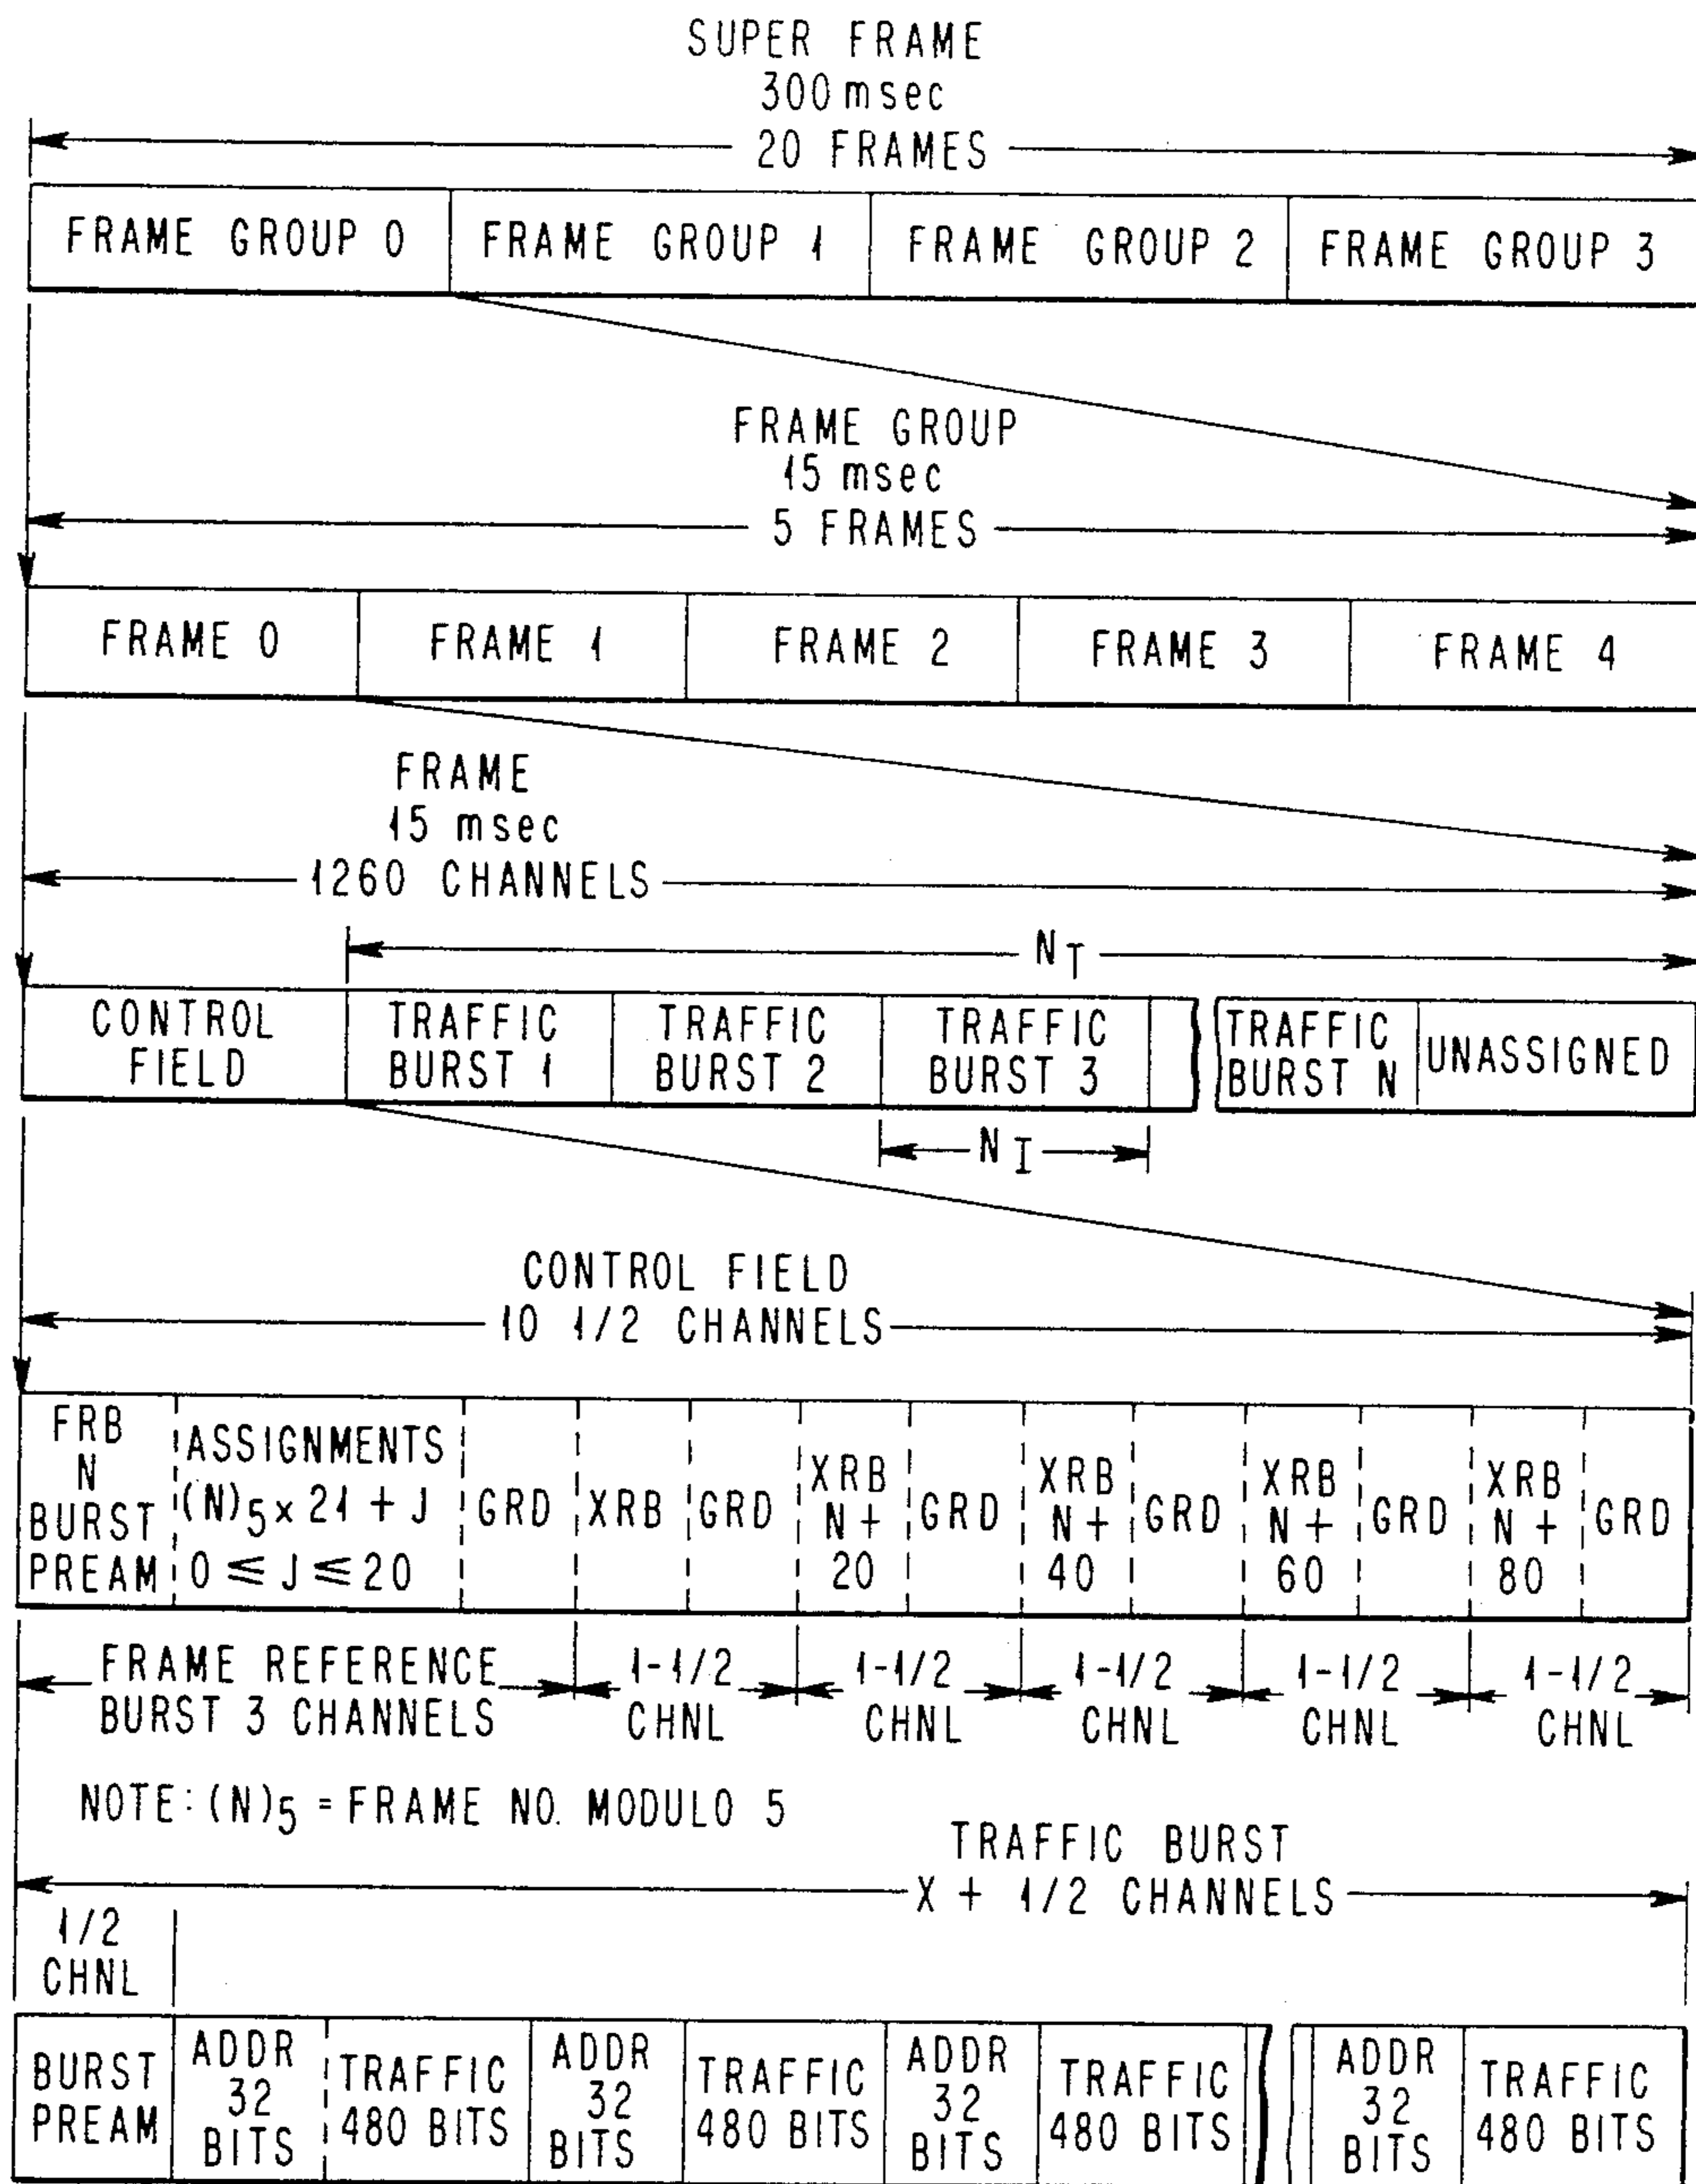 SUPER FRAME
300 msec
20 FRAMES
FRAME GROUP 0
FRAME GROUP 1
FRAME GROUP 2
FRAME GROUP 3
FRAME GROUP
15 msec
5 FRAMES
FRAME 0
FRAME 1
FRAME 2
FRAME 3
FRAME 4
FRAME
15 msec
1260 CHANNELS
NT
CONTROL
FIELD
TRAFFIC
BURST 1
TRAFFIC
BURST 2
TRAFFIC
BURST 3
TRAFFIC
BURST N
UNASSIGNED
NI
CONTROL FIELD
10 1/2 CHANNELS
FRB
N
BURST
PREAM
ASSIGNMENTS
(N)5 x 21 + J
0 ≤ J ≤ 20
GRD
XRB
GRD
XRB
N +
20
GRD
XRB
N +
40
GRD
XRB
N +
60
GRD
XRB
N +
80
GRD
FRAME REFERENCE
BURST 3 CHANNELS
1-1/2
CHNL
1-1/2
CHNL
1-1/2
CHNL
1-1/2
CHNL
1-1/2
CHNL
NOTE: (N)5 = FRAME NO. MODULO 5
TRAFFIC BURST
X + 1/2 CHANNELS
1/2
CHNL
BURST
PREAM
ADDR
32
BITS
TRAFFIC
480 BITS
ADDR
32
BITS
TRAFFIC
480 BITS
ADDR
32
BITS
TRAFFIC
480 BITS
ADDR
32
BITS
TRAFFIC
480 BITS